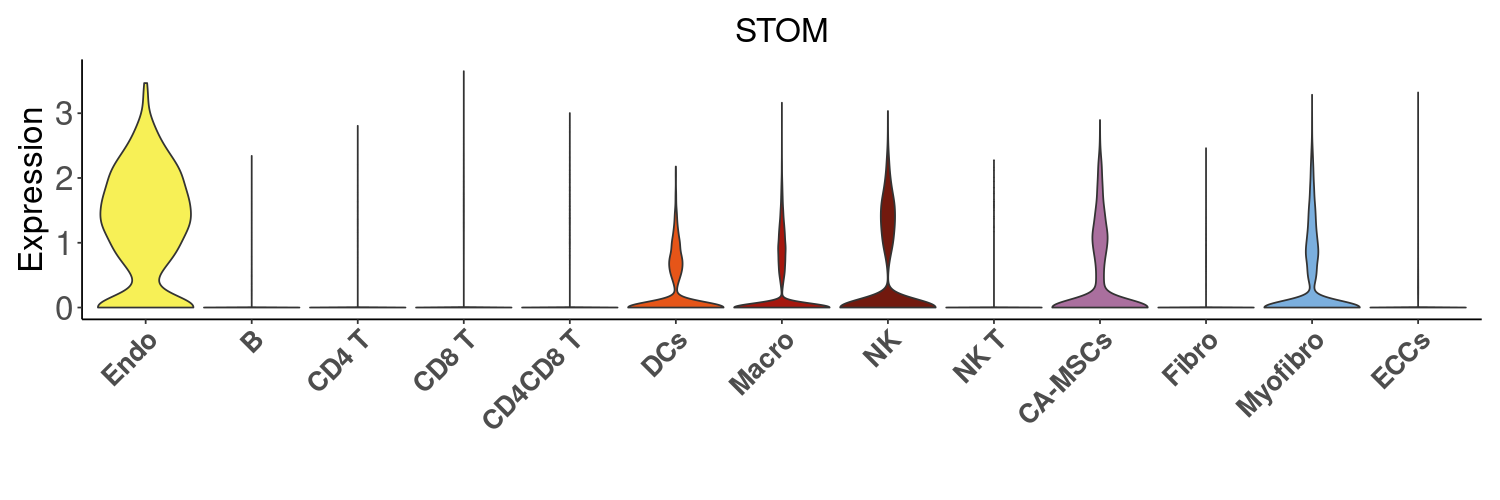 STOM
Expression
3
2
1
0
Endo
B
CD4 T
CD8 T
CD4CD8 T
DCs
Macro
NK
NK T
CA-MSCs
Fibro
Myofibro
ECCs